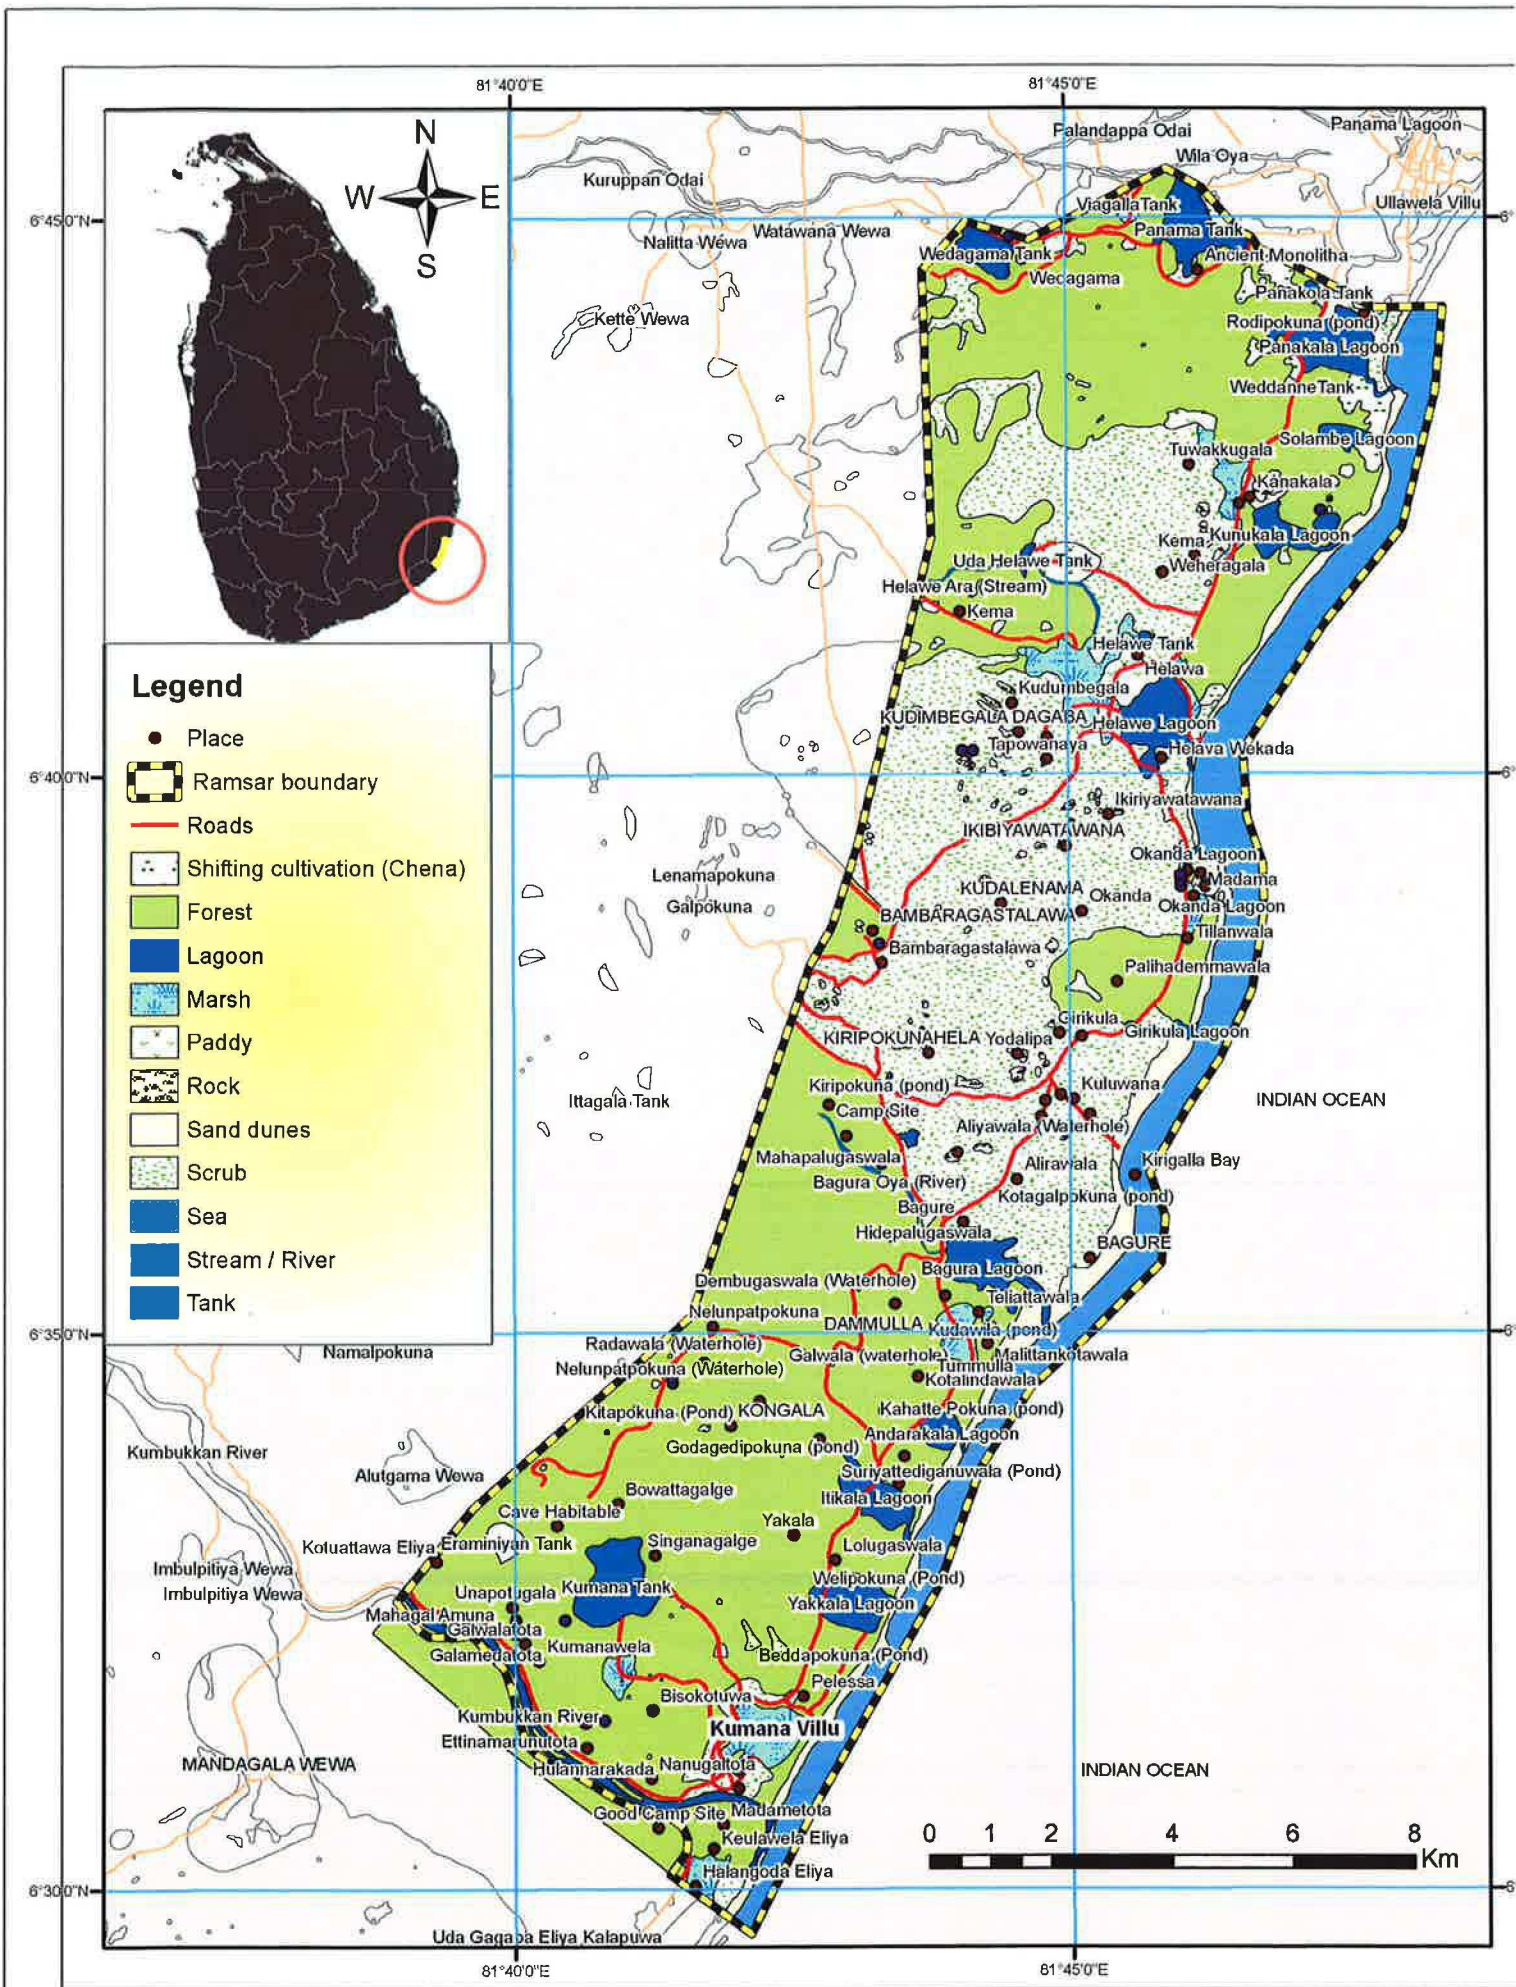 81°40'0"E
81°45'0"E
Palandappa Odai
Panama Lagoon
Wila Oya
Kuruppan Odai
N
W
E
S
6°45'0"N
6°
Ullawela Villu
Viagalla Tank
Watawana Wewa
Nalitta Wewa
Panama Tank
Wedagama Tank
Ancient Monolitha
Wedagama
Panakola Tank
Kette Wewa
Rodipokuna (pond)
Panakala Lagoon
Weddanne Tank
Solambe Lagoon
Tuwakkugala
Kanakala
Kunukala Lagoon
Kema
Uda Helawe Tank
Weheragala
Helawe Ara (Stream)
Kema
Helawe Tank
Helawa
Kudumbegala
KUDIMBEGALA DAGABA
Helawe Lagoon
Tapowanaya
Helava Wekada
6°40'0"N
6°
Ikiriyawatawana
IKIBIYAWATAWANA
Okanda Lagoon
Lenamapokuna
Madama
KUDALENAMA
Okanda
Galpokuna
Okanda Lagoon
BAMBARAGASTALAWA
Tillanwala
Bambaragastalawa
Palihademmawala
Girikula
Girikula Lagoon
KIRIPOKUNAHELA
Yodalipa
Kiripokuna (pond)
Kuluwana
Ittagala Tank
INDIAN OCEAN
Camp Site
Aliyawala (Waterhole)
Mahapalugaswala
Alirawala
Kirigalla Bay
Bagura Oya (River)
Kotagalpokuna (pond)
Bagure
Hidepalugaswala
BAGURE
Bagura Lagoon
Dembugaswala (Waterhole)
Teliattawala
Nelunpatpokuna
DAMMULLA
Kudawila (pond)
6°35'0"N
6°
Legend
Place
Ramsar boundary
Roads
Shifting cultivation (Chena)
Forest
Lagoon
Marsh
Paddy
Rock
Sand dunes
Scrub
Sea
Stream / River
Tank
Namalpokuna
Radawala (Waterhole)
Galwala (waterhole)
Malittankotawala
Nelunpatpokuna (Waterhole)
Tummulla
Kotalindawala
Kitapokuna (Pond)
KONGALA
Kahatte Pokuna (pond)
Andarakala Lagoon
Kumbukkan River
Godagedipokuna (pond)
Alutgama Wewa
Suriyattediganuwala (Pond)
Bowattagalge
Itikala Lagoon
Cave Habitable
Yakala
Kotuattawa Eliya
Eraminiyan Tank
Singanagalge
Lolugaswala
Imbulpitiya Wewa
Imbulpitiya Wewa
Welipokuna (Pond)
Unapotugala
Kumana Tank
Yakkala Lagoon
Mahagal Amuna
Galwalatota
Galamedatota
Kumanawela
Beddapokuna (Pond)
Pelessa
Bisokotuwa
Kumbukkan River
Kumana Villu
Ettinamarunutota
MANDAGALA WEWA
Hulannarakada
Nanugaltota
INDIAN OCEAN
Good Camp Site
Madametota
Keulawela Eliya
Halangoda Eliya
0 1 2 4 6 8
Km
6°30'0"N
6°
Uda Gagaba Eliya Kalapuwa
81°40'0"E
81°45'0"E